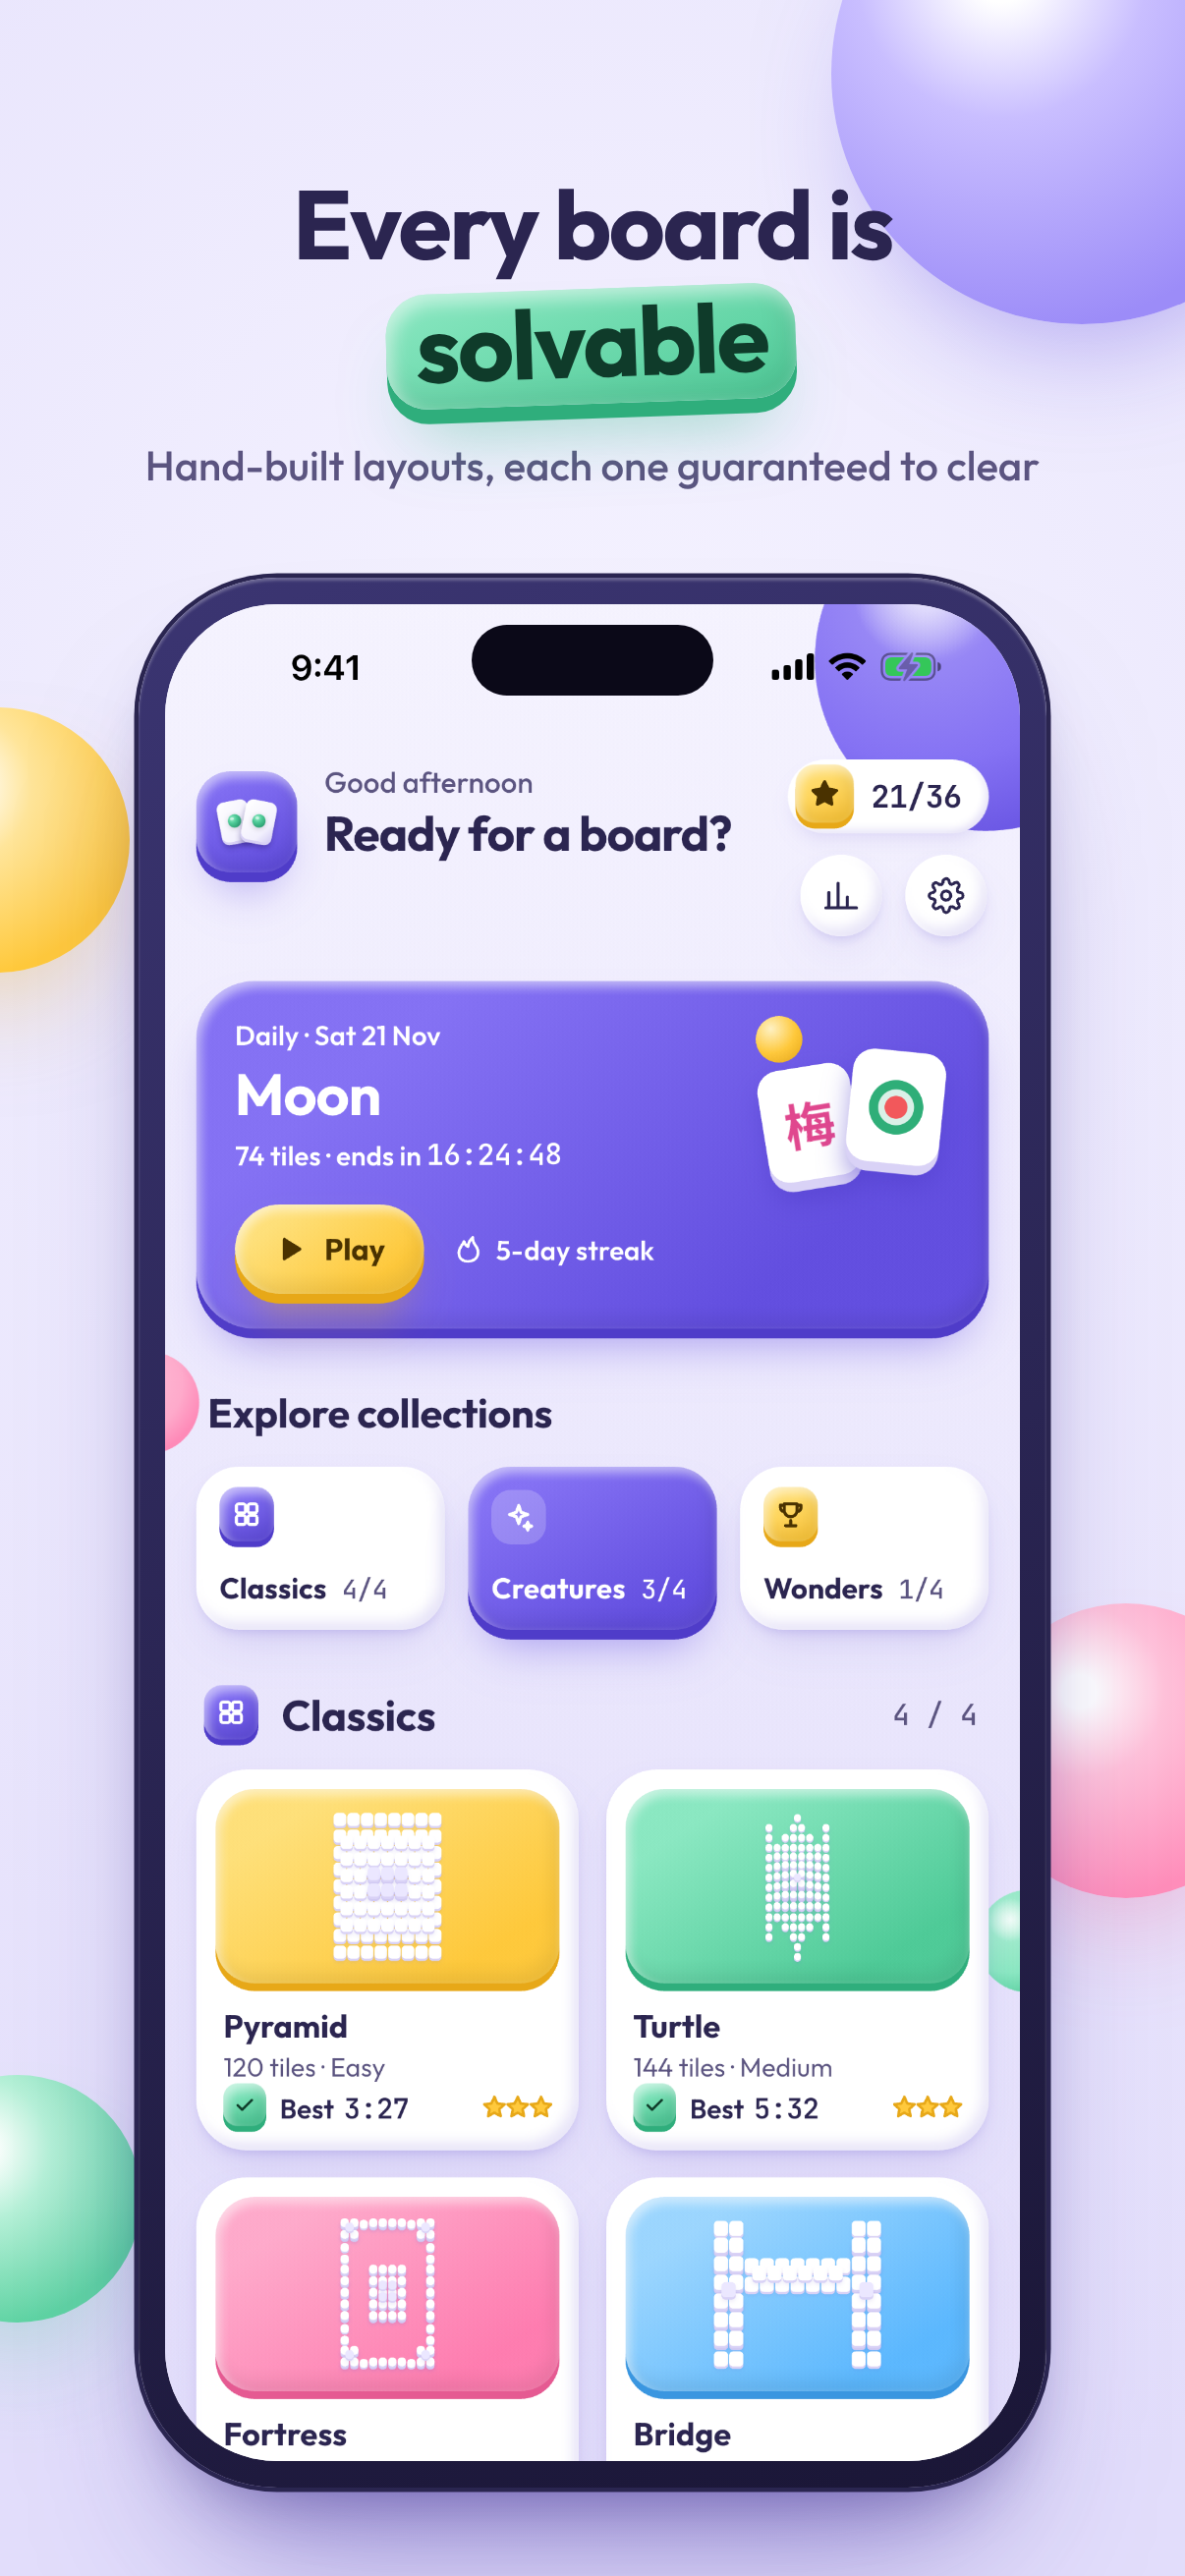 Every board is
solvable
Hand-built layouts, each one guaranteed to clear
9:41
Good afternoon
Ready for a board?
21/36
Daily · Sat 21 Nov
Moon
74 tiles · ends in 16:24:48
梅
Play
5-day streak
Explore collections
Classics 4/4
Creatures 3/4
Wonders 1/4
Classics
4 / 4
Pyramid
120 tiles · Easy
Best 3:27
Turtle
144 tiles · Medium
Best 5:32
Fortress
Bridge